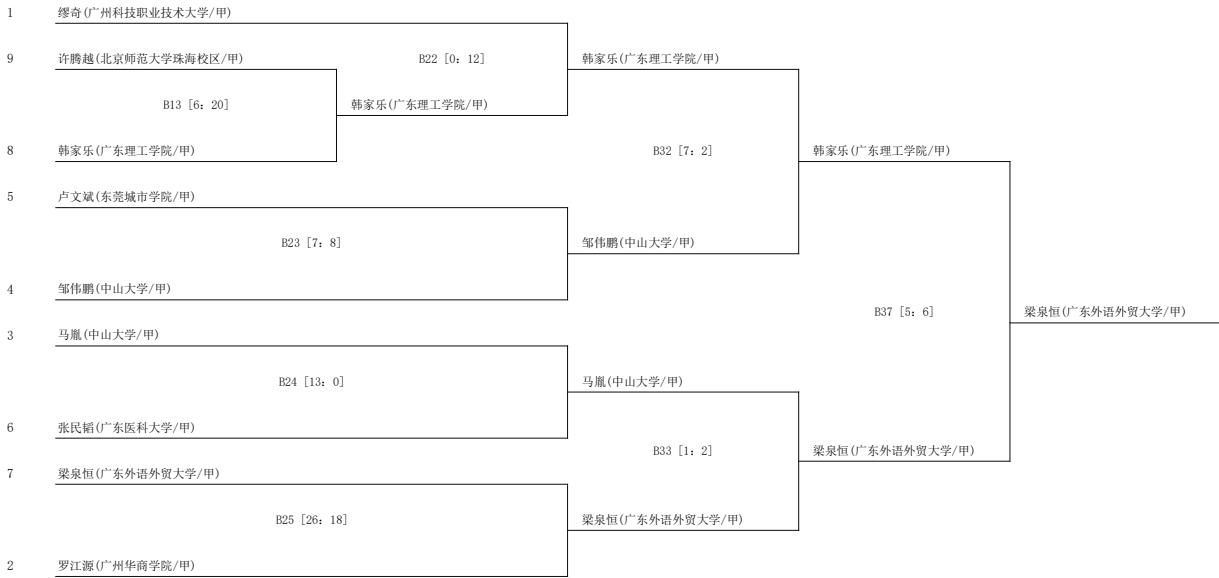 1 缪奇(广州科技职业技术大学/甲)
9 许腾越(北京师范大学珠海校区/甲) B22 [0: 12] 韩家乐(广东理工学院/甲)
B13 [6: 20] 韩家乐(广东理工学院/甲)
8 韩家乐(广东理工学院/甲) B32 [7: 2] 韩家乐(广东理工学院/甲)
5 卢文斌(东莞城市学院/甲)
B23 [7: 8] 邹伟鹏(中山大学/甲)
4 邹伟鹏(中山大学/甲)
B37 [5: 6] 梁泉恒(广东外语外贸大学/甲)
3 马胤(中山大学/甲)
B24 [13: 0] 马胤(中山大学/甲)
6 张民韬(广东医科大学/甲)
B33 [1: 2] 梁泉恒(广东外语外贸大学/甲)
7 梁泉恒(广东外语外贸大学/甲)
B25 [26: 18] 梁泉恒(广东外语外贸大学/甲)
2 罗江源(广州华商学院/甲)